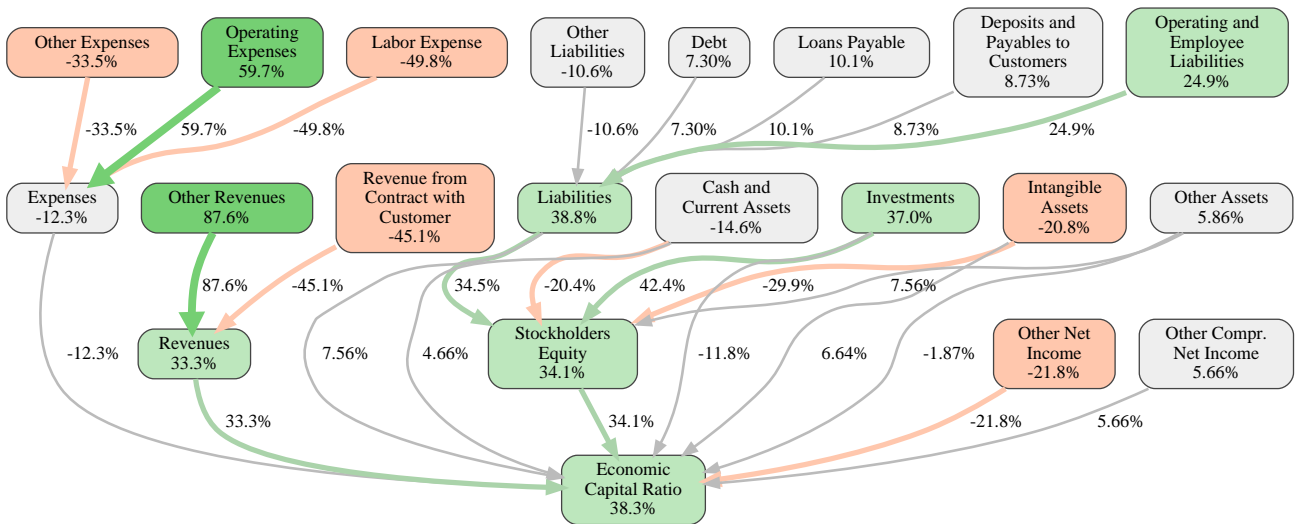 Other Expenses
-33.5%
Operating
Expenses
59.7%
Labor Expense
-49.8%
Other
Liabilities
-10.6%
Debt
7.30%
Loans Payable
10.1%
Deposits and
Payables to
Customers
8.73%
Operating and
Employee
Liabilities
24.9%
-33.5%
59.7%
-49.8%
-10.6%
7.30%
10.1%
8.73%
24.9%
Expenses
-12.3%
Other Revenues
87.6%
Revenue from
Contract with
Customer
-45.1%
Liabilities
38.8%
Cash and
Current Assets
-14.6%
Investments
37.0%
Intangible
Assets
-20.8%
Other Assets
5.86%
87.6%
-45.1%
34.5%
-20.4%
42.4%
-29.9%
7.56%
Revenues
33.3%
Stockholders
Equity
34.1%
Other Net
Income
-21.8%
Other Compr.
Net Income
5.66%
-12.3%
7.56%
4.66%
-11.8%
6.64%
-1.87%
33.3%
34.1%
-21.8%
5.66%
Economic
Capital Ratio
38.3%